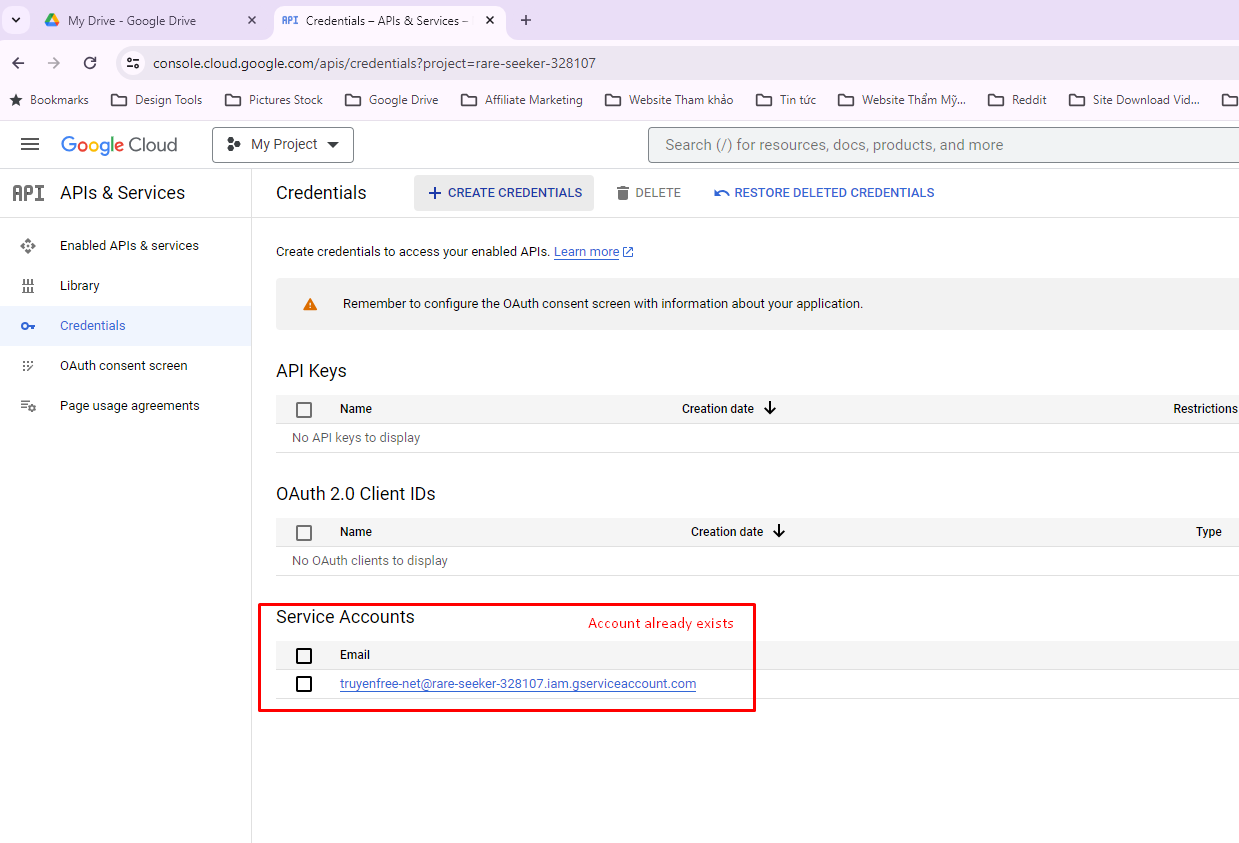 My Drive - Google Drive
API Credentials – APIs & Services –
console.cloud.google.com/apis/credentials?project=rare-seeker-328107
Bookmarks Design Tools Pictures Stock Google Drive Affiliate Marketing Website Tham khảo Tin tức Website Thẩm Mỹ... Reddit Site Download Vid...
Google Cloud My Project Search (/) for resources, docs, products, and more
API APIs & Services
Enabled APIs & services
Library
Credentials
OAuth consent screen
Page usage agreements
Credentials CREATE CREDENTIALS DELETE RESTORE DELETED CREDENTIALS
Create credentials to access your enabled APIs. Learn more
Remember to configure the OAuth consent screen with information about your application.
API Keys
Name Creation date Restrictions
No API keys to display
OAuth 2.0 Client IDs
Name Creation date Type
No OAuth clients to display
Service Accounts Account already exists
Email
truyenfree-net@rare-seeker-328107.iam.gserviceaccount.com